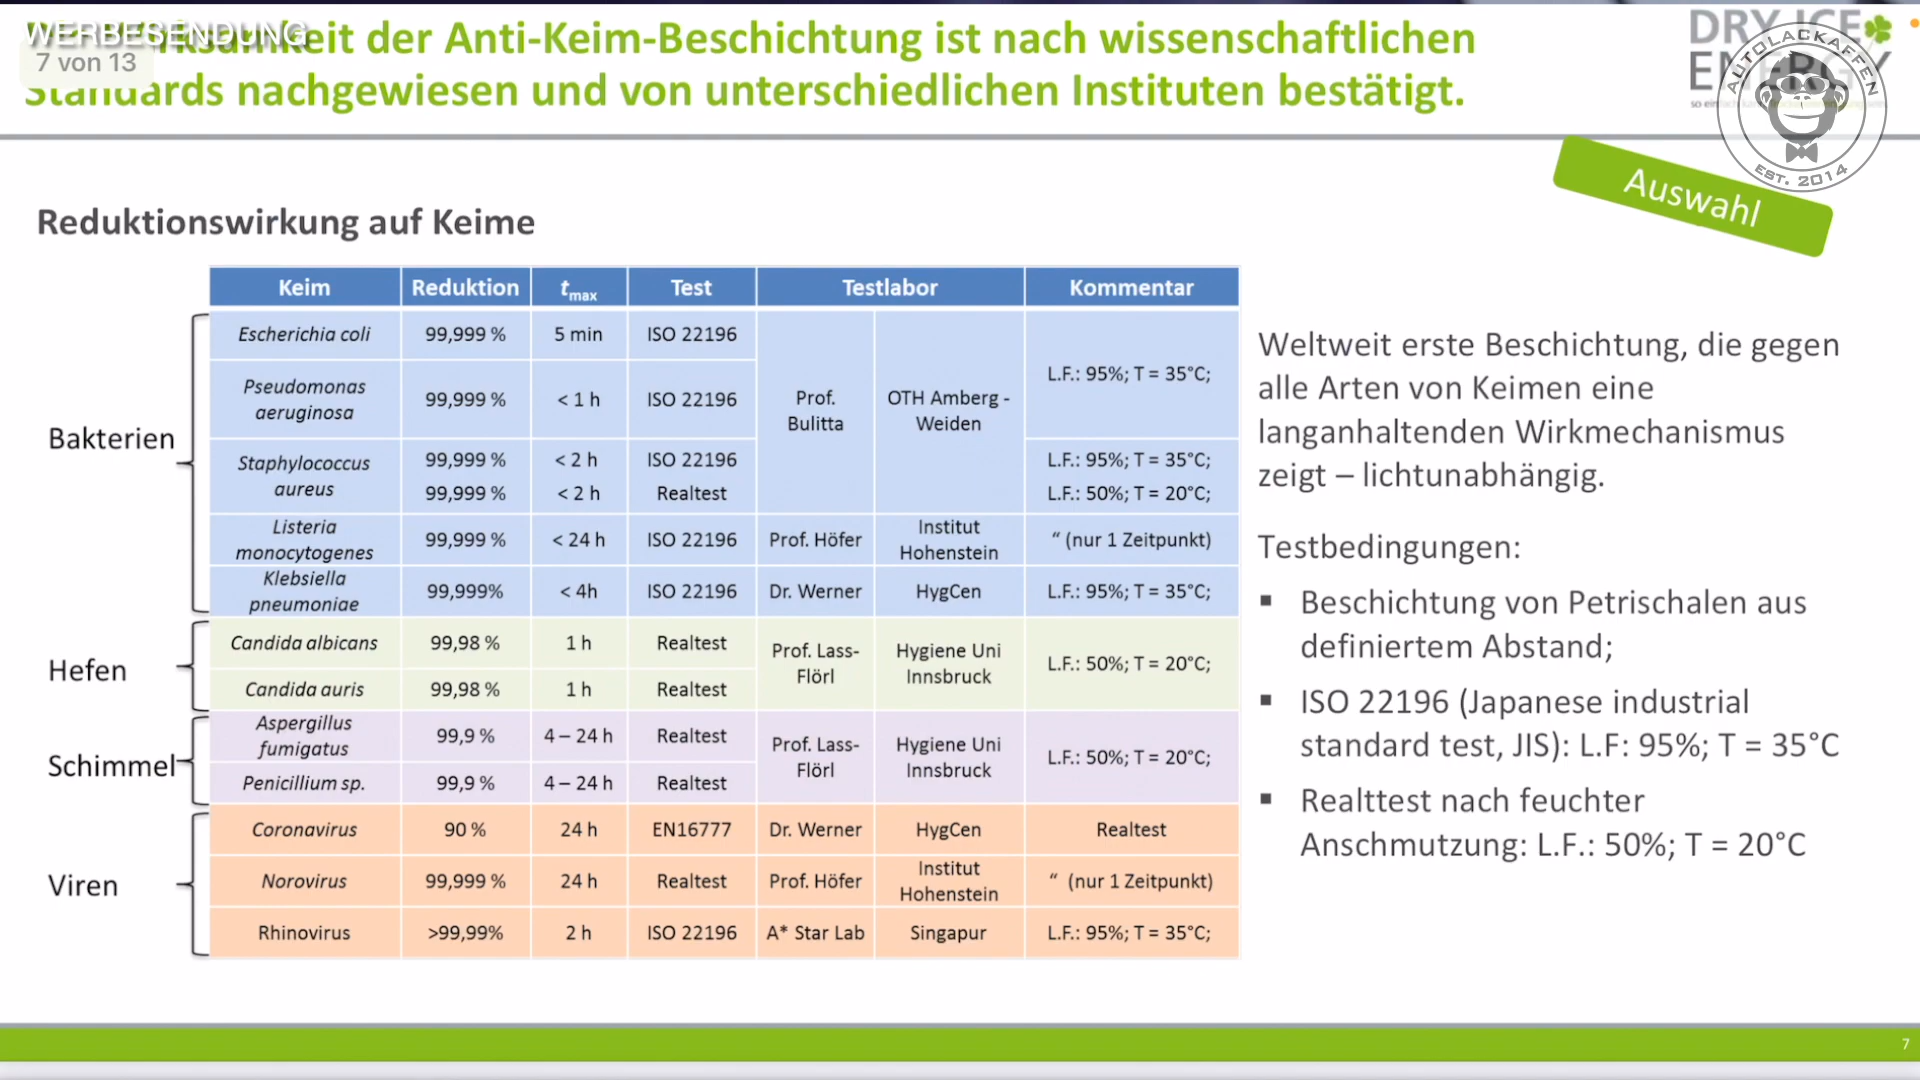 WERBESENDUNG
7 von 13
der Anti-Keim-Beschichtung ist nach wissenschaftlichen
Standards nachgewiesen und von unterschiedlichen Instituten bestätigt.
DRY ICE
ENERGY
so einfach
AUTOLACKAFFEN
EST. 2014
Auswahl
Reduktionswirkung auf Keime
Keim Reduktion tmax Test Testlabor Kommentar
Bakterien
Escherichia coli 99,999 % 5 min ISO 22196
Pseudomonas aeruginosa 99,999 % < 1 h ISO 22196
Prof. Bulitta OTH Amberg - Weiden
L.F.: 95%; T = 35°C;
Staphylococcus aureus 99,999 % < 2 h ISO 22196 L.F.: 95%; T = 35°C;
99,999 % < 2 h Realtest L.F.: 50%; T = 20°C;
Listeria monocytogenes 99,999 % < 24 h ISO 22196 Prof. Höfer Institut Hohenstein “ (nur 1 Zeitpunkt)
Klebsiella pneumoniae 99,999% < 4h ISO 22196 Dr. Werner HygCen L.F.: 95%; T = 35°C;
Hefen
Candida albicans 99,98 % 1 h Realtest
Prof. Lass-Flörl Hygiene Uni Innsbruck L.F.: 50%; T = 20°C;
Candida auris 99,98 % 1 h Realtest
Schimmel
Aspergillus fumigatus 99,9 % 4 – 24 h Realtest
Prof. Lass-Flörl Hygiene Uni Innsbruck L.F.: 50%; T = 20°C;
Penicillium sp. 99,9 % 4 – 24 h Realtest
Viren
Coronavirus 90 % 24 h EN16777 Dr. Werner HygCen Realtest
Norovirus 99,999 % 24 h Realtest Prof. Höfer Institut Hohenstein “ (nur 1 Zeitpunkt)
Rhinovirus >99,99% 2 h ISO 22196 A* Star Lab Singapur L.F.: 95%; T = 35°C;
Weltweit erste Beschichtung, die gegen
alle Arten von Keimen eine
langanhaltenden Wirkmechanismus
zeigt – lichtunabhängig.
Testbedingungen:
▪ Beschichtung von Petrischalen aus
definiertem Abstand;
▪ ISO 22196 (Japanese industrial
standard test, JIS): L.F: 95%; T = 35°C
▪ Realttest nach feuchter
Anschmutzung: L.F.: 50%; T = 20°C
7